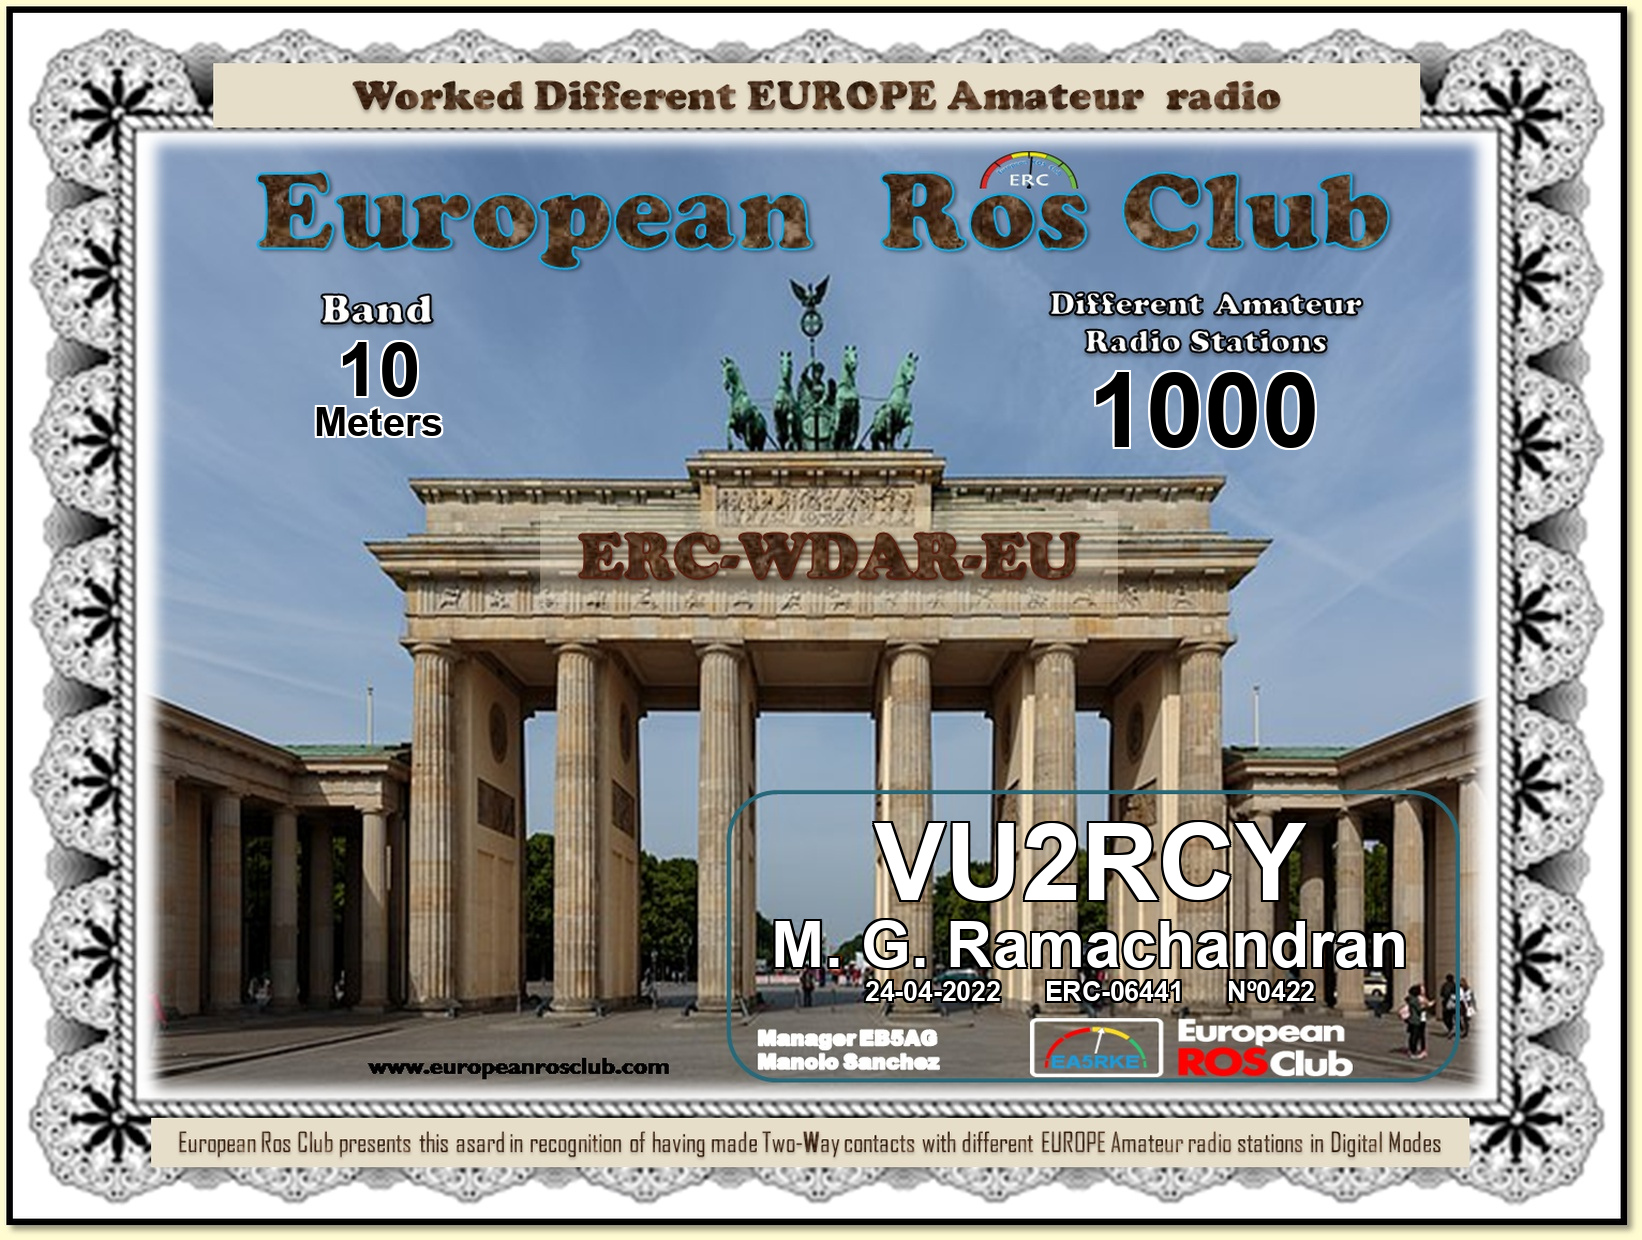 Worked Different EUROPE Amateur radio
European Ros Club
ERC
Band
10
Meters
Different Amateur
Radio Stations
1000
ERC-WDAR-EU
VU2RCY
M. G. Ramachandran
24-04-2022 ERC-06441 Nº0422
Manager EB5AG
Manolo Sanchez
EA5RKE
European
ROS Club
www.europeanrosclub.com
European Ros Club presents this asard in recognition of having made Two-Way contacts with different EUROPE Amateur radio stations in Digital Modes